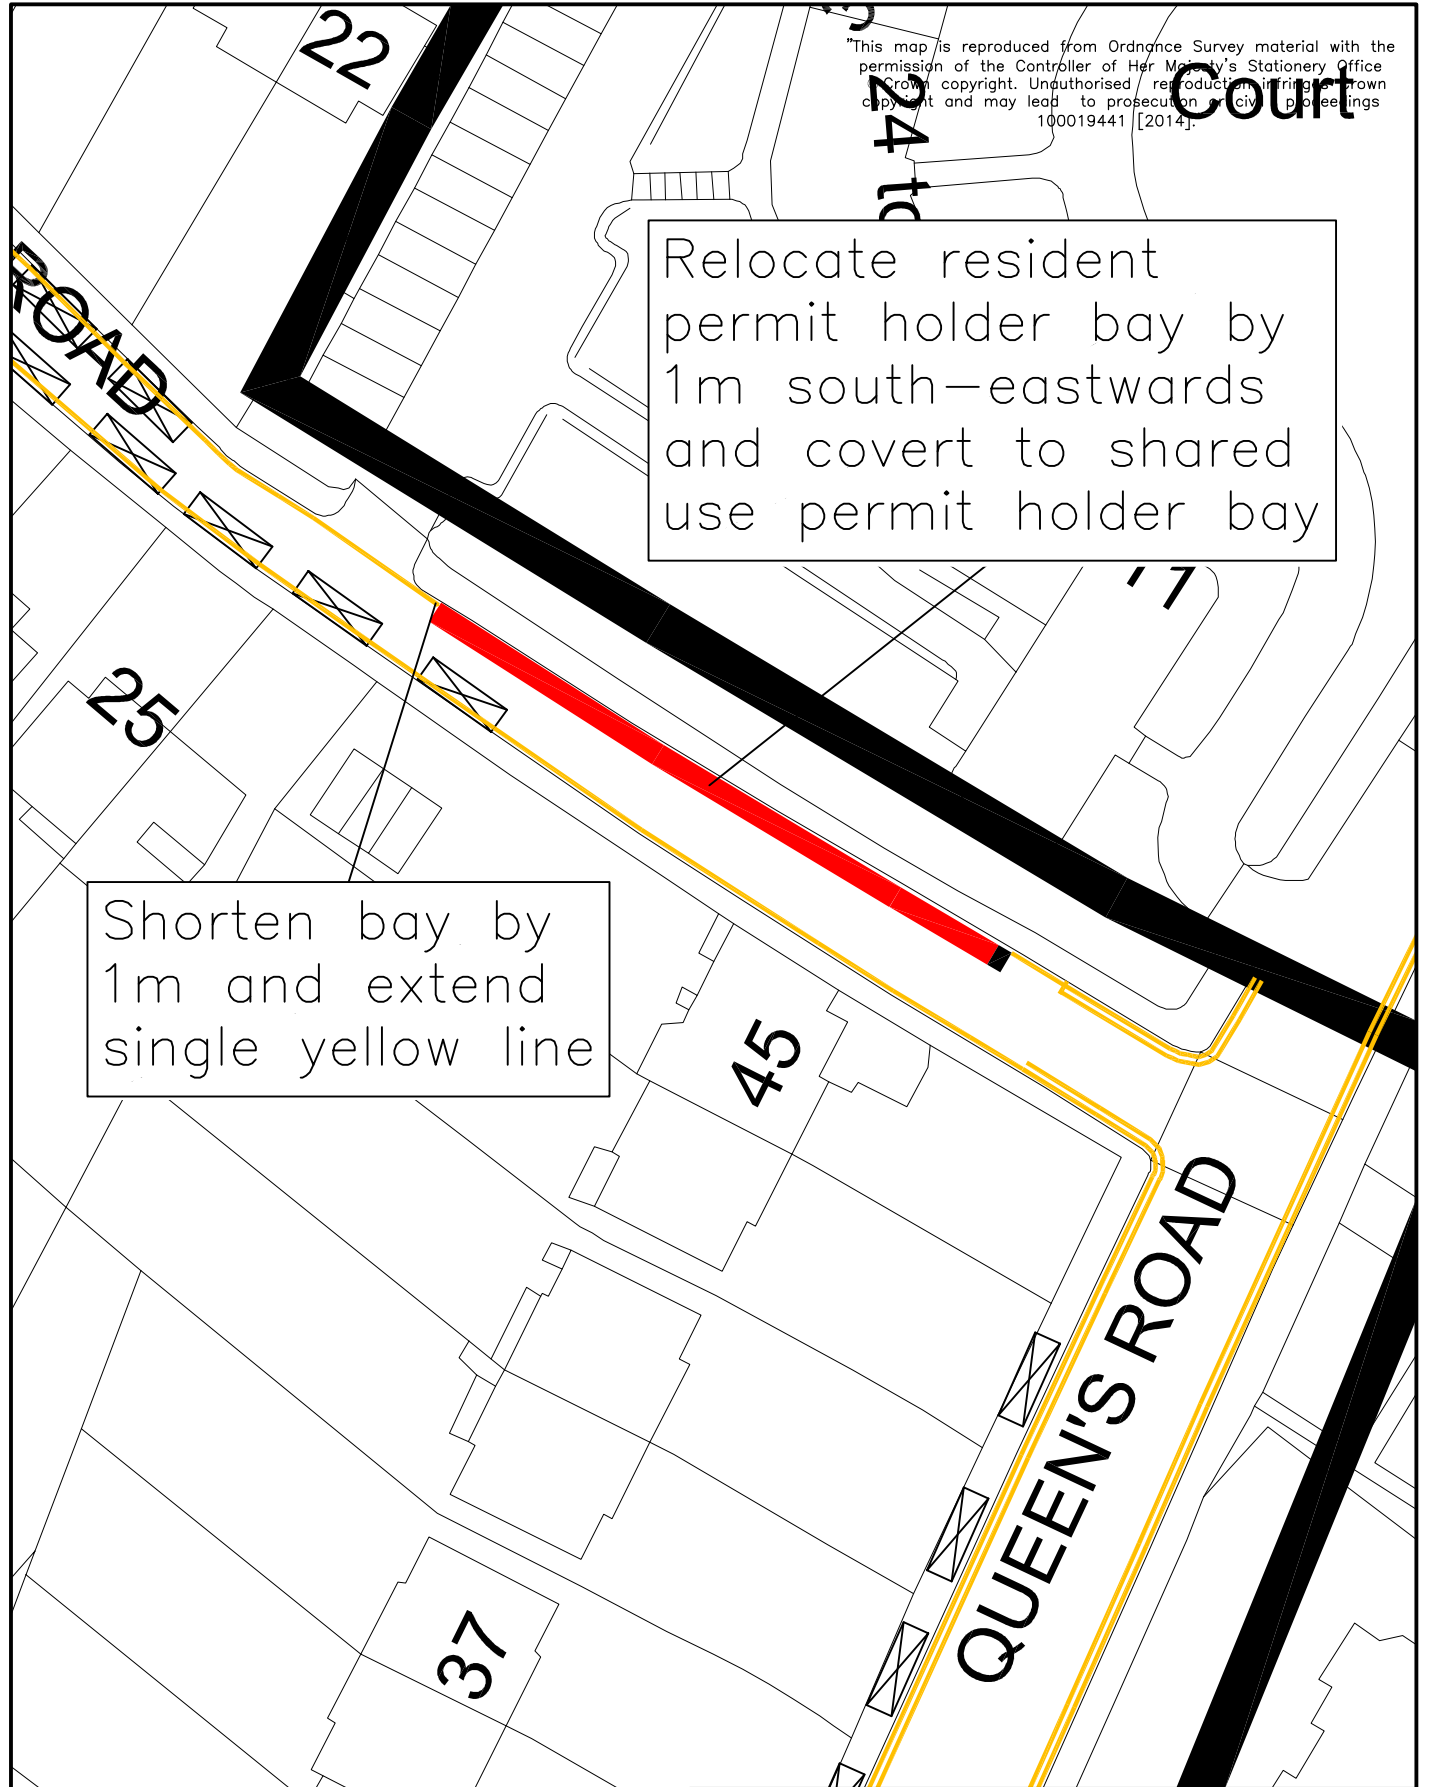 22
"This map is reproduced from Ordnance Survey material with the
permission of the Controller of Her Majesty's Stationery Office
© Crown copyright. Unauthorised reproduction infringes Crown
copyright and may lead to prosecution or civil proceedings
100019441 [2014].
Court
24 to
Relocate resident
permit holder bay by
1m south-eastwards
and covert to shared
use permit holder bay
ROAD
11
25
Shorten bay by
1m and extend
single yellow line
45
QUEEN'S ROAD
37